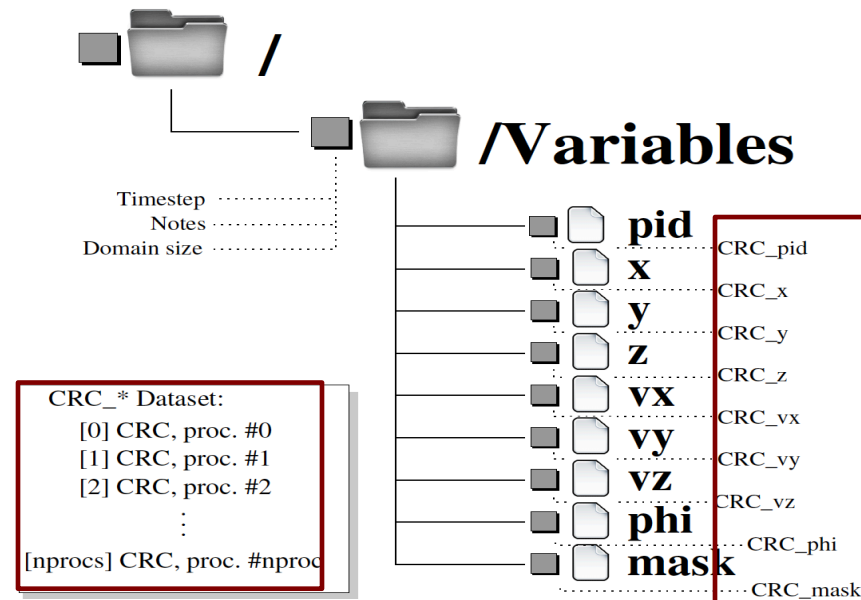 /
/Variables
Timestep
Notes
Domain size
pid
CRC_pid
x
CRC_x
y
CRC_y
z
CRC_z
vx
CRC_vx
vy
CRC_vy
vz
CRC_vz
phi
CRC_phi
mask
CRC_mask
CRC_* Dataset:
[0] CRC, proc. #0
[1] CRC, proc. #1
[2] CRC, proc. #2
⋮
[nprocs] CRC, proc. #nproc